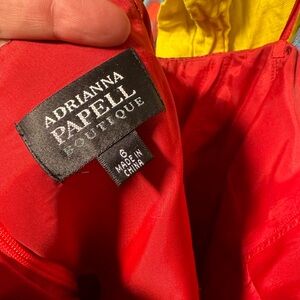 ADRIANNA
PAPELL
BOUTIQUE
6
MADE IN
CHINA